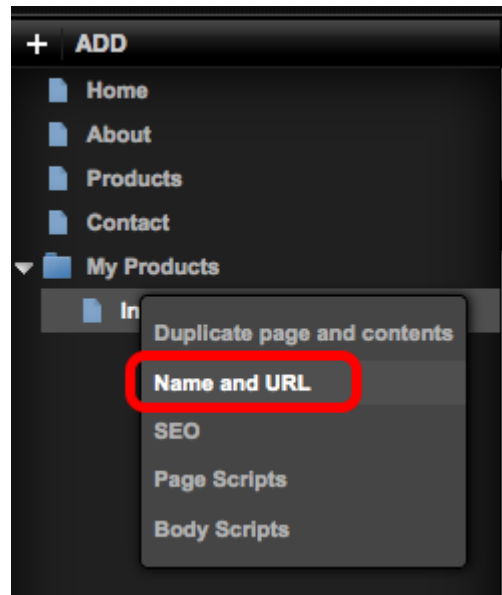 + ADD
Home
About
Products
Contact
My Products
In
Duplicate page and contents
Name and URL
SEO
Page Scripts
Body Scripts